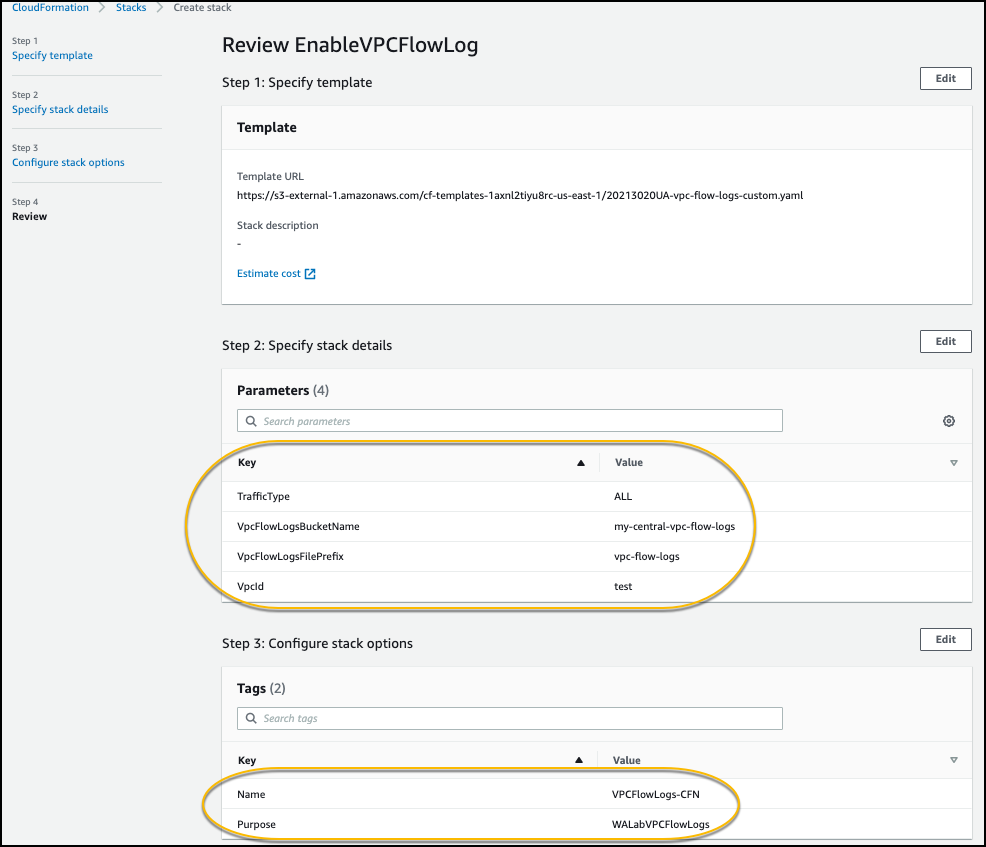 CloudFormation > Stacks > Create stack
Step 1
Specify template
Step 2
Specify stack details
Step 3
Configure stack options
Step 4
Review
Review EnableVPCFlowLog
Step 1: Specify template
Edit
Template
Template URL
https://s3-external-1.amazonaws.com/cf-templates-1axnl2tiyu8rc-us-east-1/20213020UA-vpc-flow-logs-custom.yaml
Stack description
-
Estimate cost
Step 2: Specify stack details
Edit
Parameters (4)
Search parameters
Key Value
TrafficType ALL
VpcFlowLogsBucketName my-central-vpc-flow-logs
VpcFlowLogsFilePrefix vpc-flow-logs
VpcId test
Step 3: Configure stack options
Edit
Tags (2)
Search tags
Key Value
Name VPCFlowLogs-CFN
Purpose WALabVPCFlowLogs